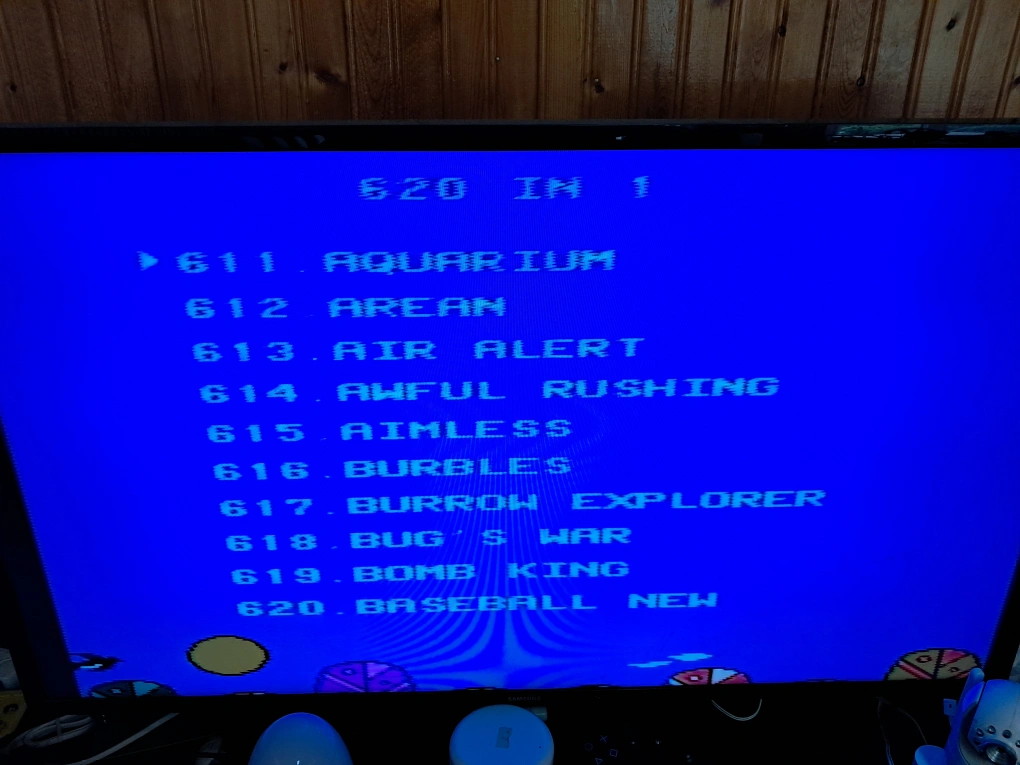 620 IN 1
611.AQUARIUM
612.AREAN
613.AIR ALERT
614.AWFUL RUSHING
615.AIMLESS
616.BURBLES
617.BURROW EXPLORER
618.BUG'S WAR
619.BOMB KING
620.BASEBALL NEW